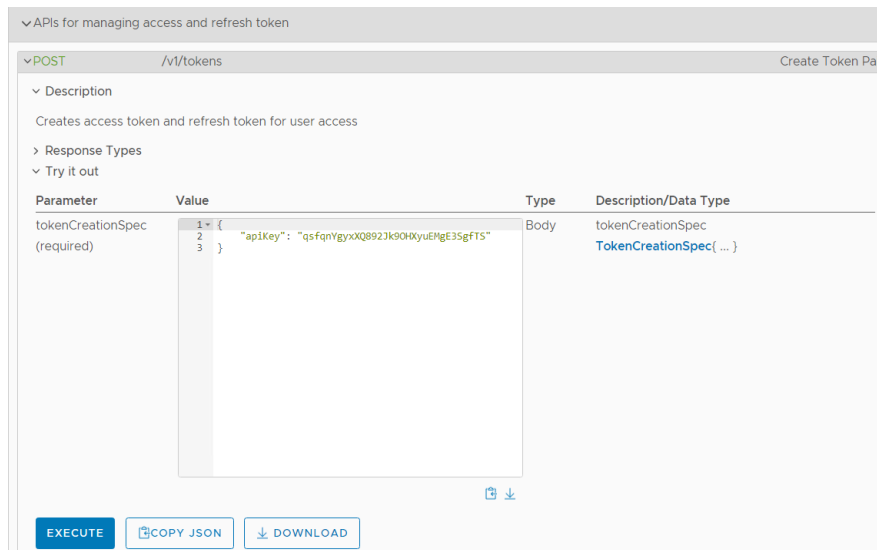 APIs for managing access and refresh token
POST /v1/tokens Create Token Pa
Description
Creates access token and refresh token for user access
Response Types
Try it out
Parameter Value Type Description/Data Type
tokenCreationSpec 1 { Body tokenCreationSpec
(required) 2 "apiKey": "qsfqnYgyxXQ892Jk9OHXyuEMgE3SgfTS" TokenCreationSpec{ ... }
3 }
EXECUTE COPY JSON DOWNLOAD